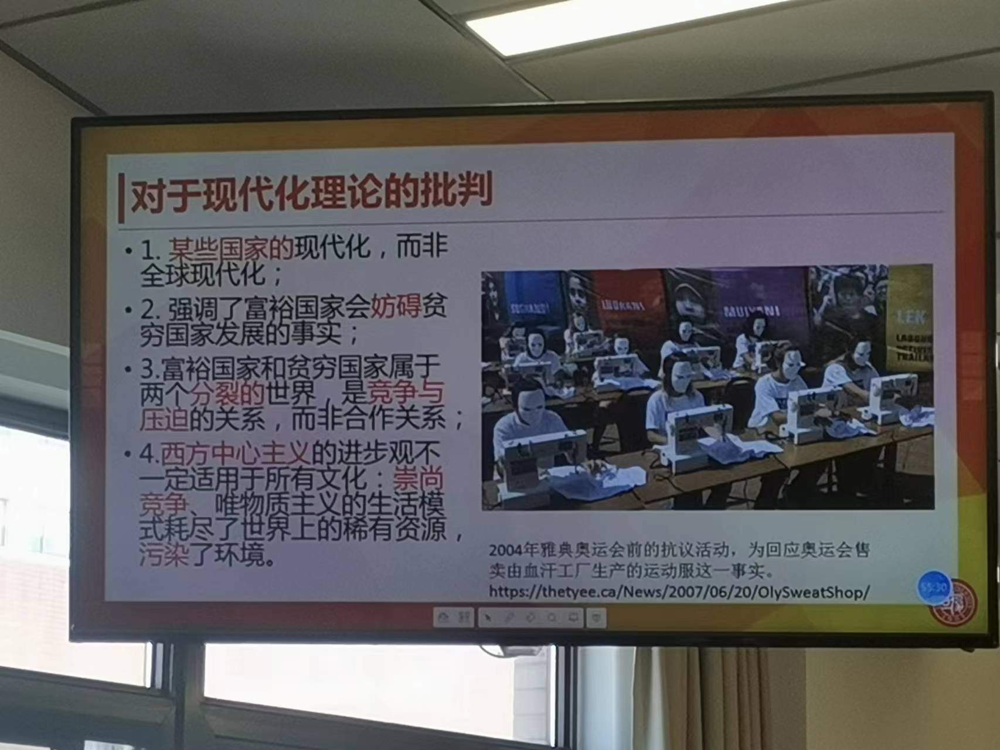 对于现代化理论的批判
• 1. 某些国家的现代化，而非
全球现代化；
• 2. 强调了富裕国家会妨碍贫
穷国家发展的事实；
• 3.富裕国家和贫穷国家属于
两个分裂的世界，是竞争与
压迫的关系，而非合作关系；
• 4.西方中心主义的进步观不
一定适用于所有文化：崇尚
竞争、唯物质主义的生活模
式耗尽了世界上的稀有资源，
污染了环境。
MULYANI
LEK
2004年雅典奥运会前的抗议活动，为回应奥运会售
卖由血汗工厂生产的运动服这一事实。
https://thetyee.ca/News/2007/06/20/OlySweatShop/
55:30